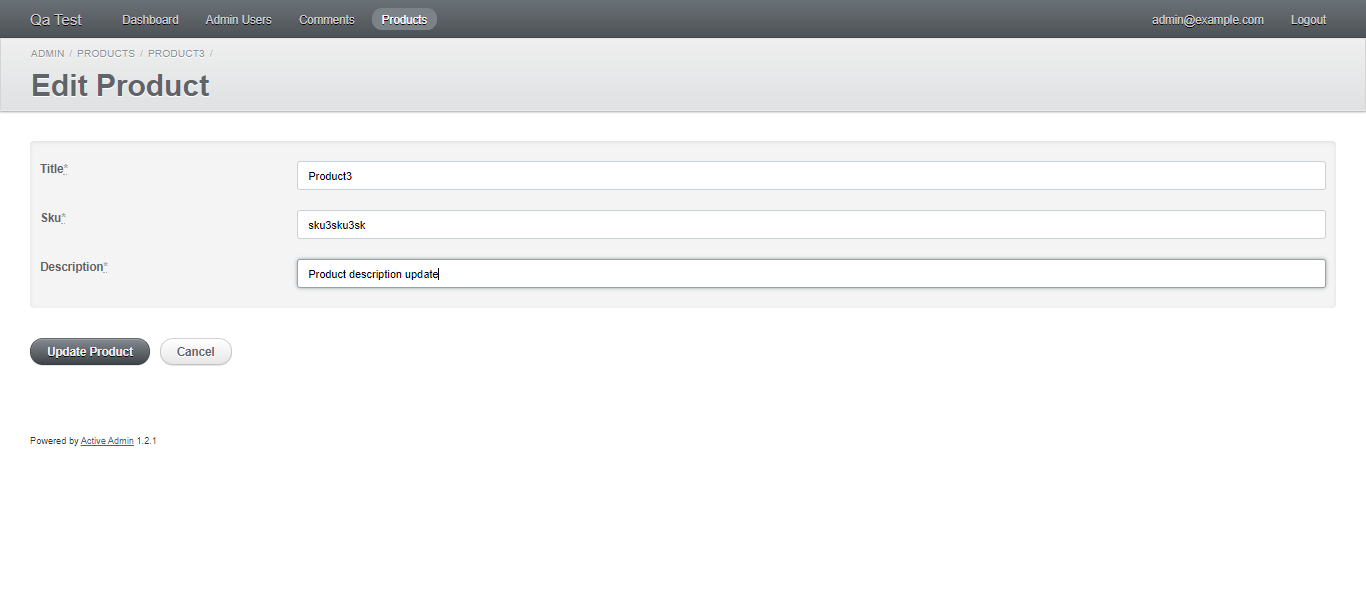 Qa Test Dashboard Admin Users Comments Products admin@example.com Logout
ADMIN / PRODUCTS / PRODUCT3 /
Edit Product
Title* Product3
Sku* sku3sku3sk
Description* Product description update
Update Product Cancel
Powered by Active Admin 1.2.1